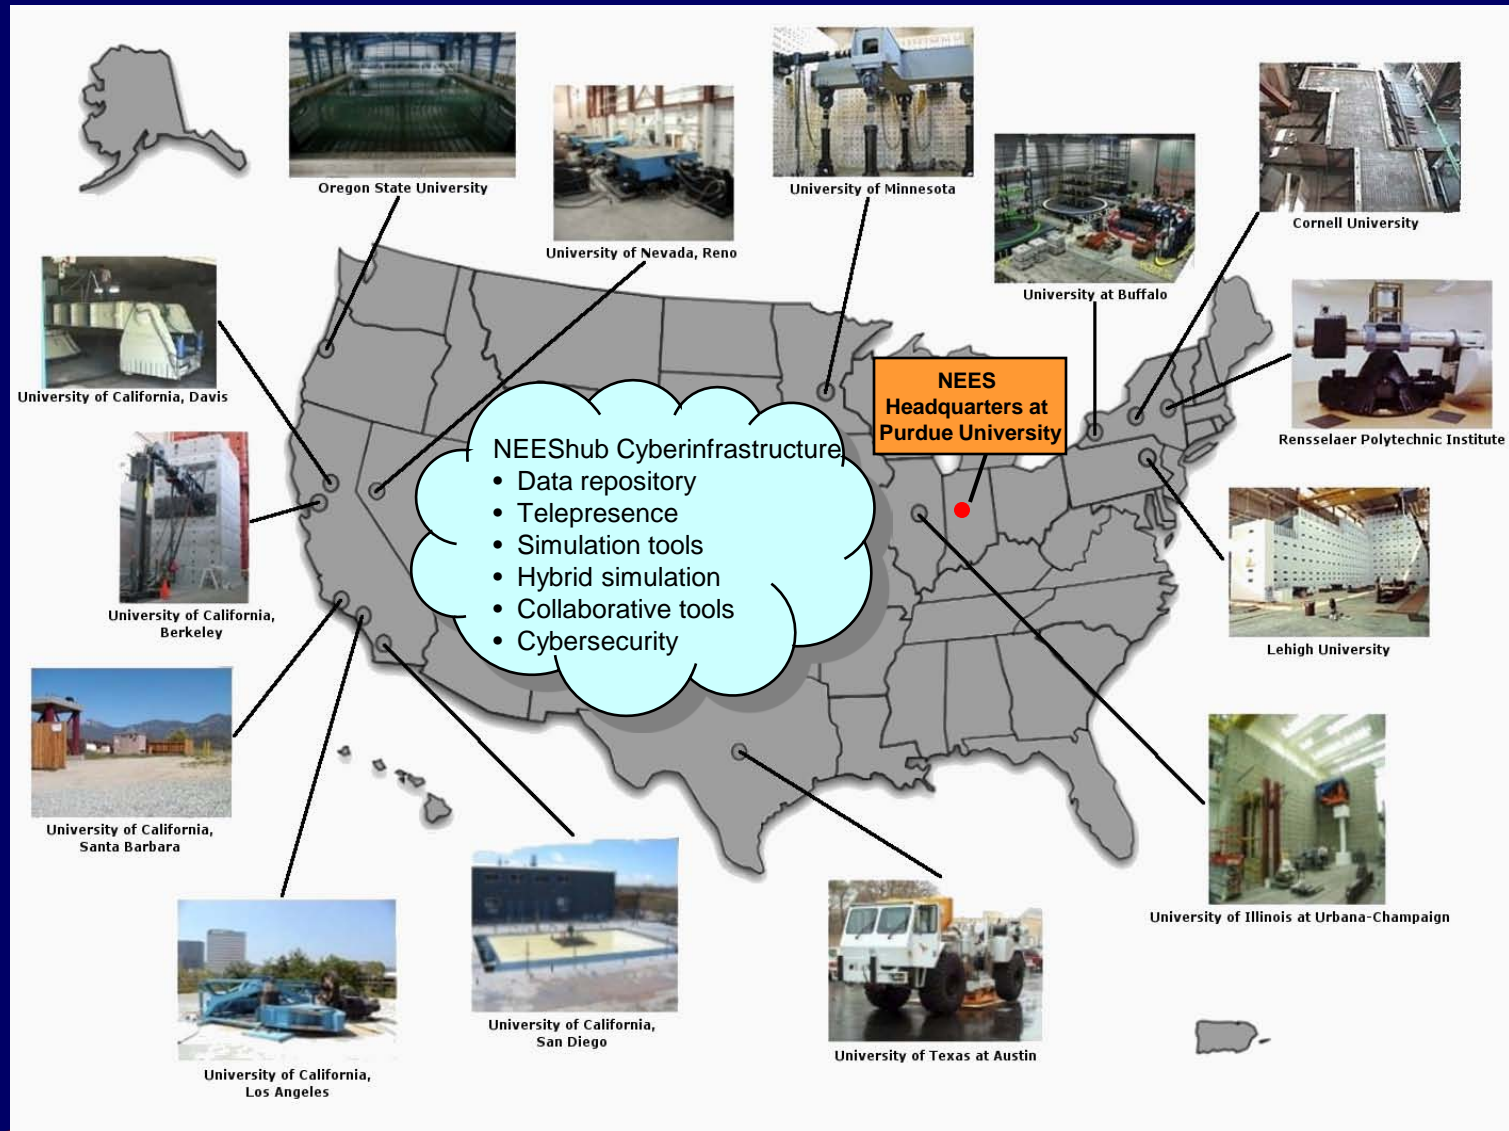 Oregon State University
University of Nevada, Reno
University of Minnesota
University at Buffalo
Cornell University
University of California, Davis
NEES
Headquarters at
Purdue University
Rensselaer Polytechnic Institute
NEEShub Cyberinfrastructure
• Data repository
• Telepresence
• Simulation tools
• Hybrid simulation
• Collaborative tools
• Cybersecurity
University of California,
Berkeley
Lehigh University
University of California,
Santa Barbara
University of Illinois at Urbana-Champaign
University of California,
San Diego
University of Texas at Austin
University of California,
Los Angeles